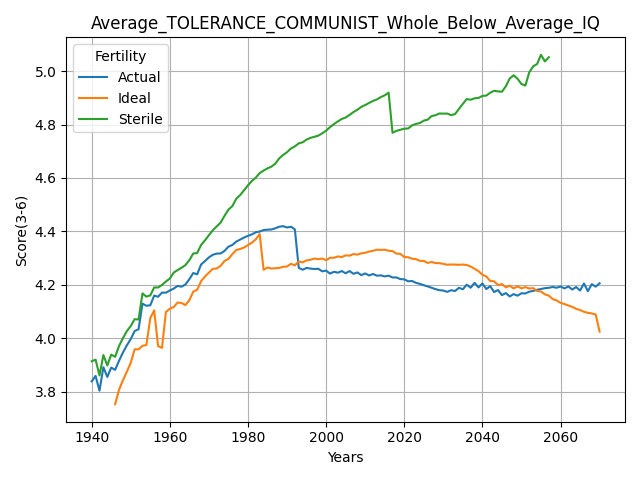 Average_TOLERANCE_COMMUNIST_Whole_Below_Average_IQ
Fertility
Actual
Ideal
Sterile
Score(3-6)
5.0
4.8
4.6
4.4
4.2
4.0
3.8
1940 1960 1980 2000 2020 2040 2060
Years